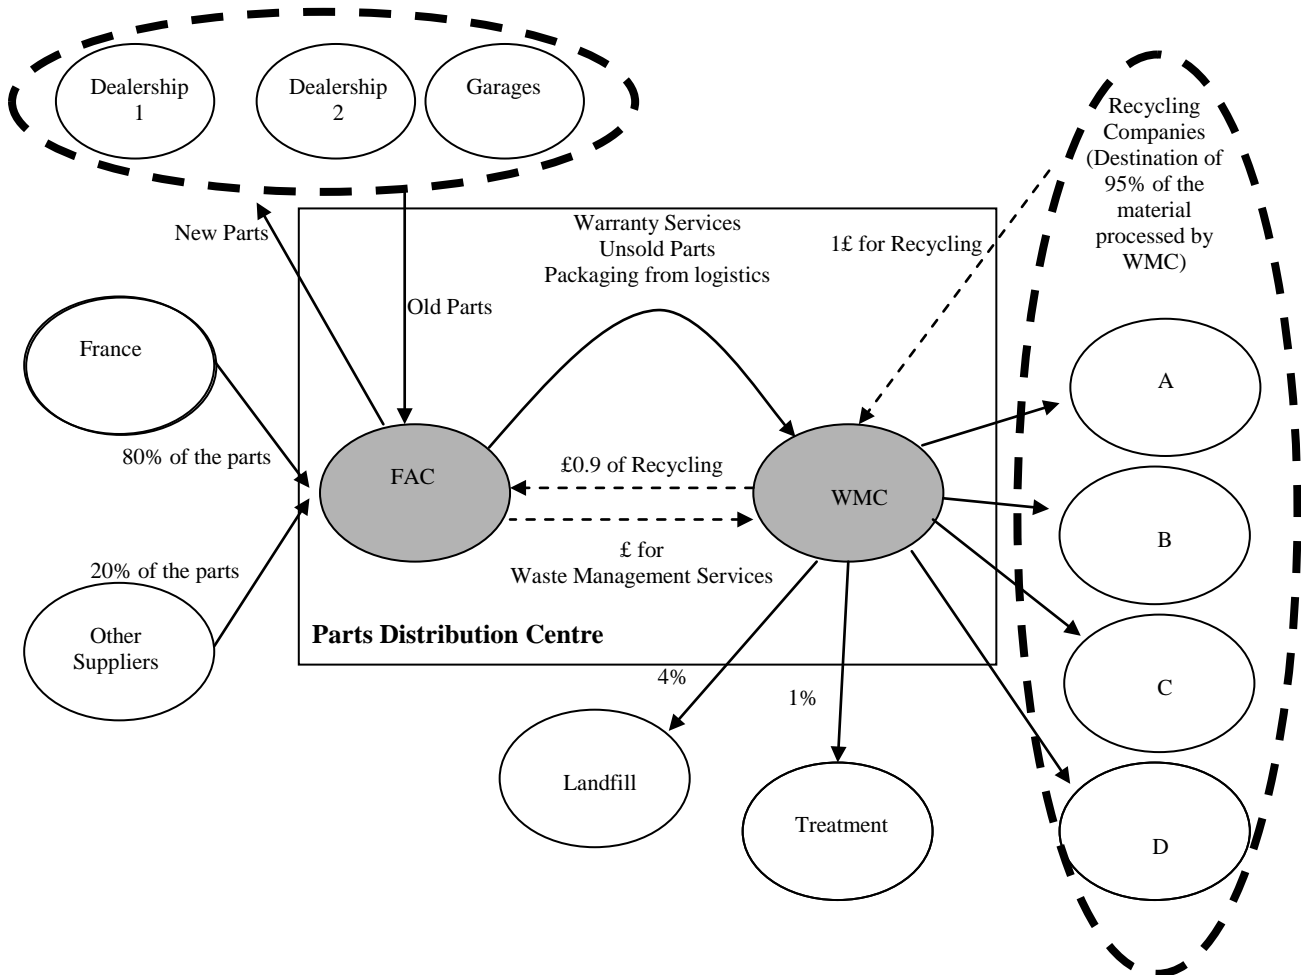 Dealership
1
Dealership
2
Garages
Recycling
Companies
(Destination of
95% of the
material
processed by
WMC)
New Parts
Warranty Services
Unsold Parts
Packaging from logistics
1£ for Recycling
Old Parts
France
A
80% of the parts
FAC
£0.9 of Recycling
WMC
B
£ for
Waste Management Services
20% of the parts
Other
Suppliers
Parts Distribution Centre
4%
1%
C
Landfill
Treatment
D